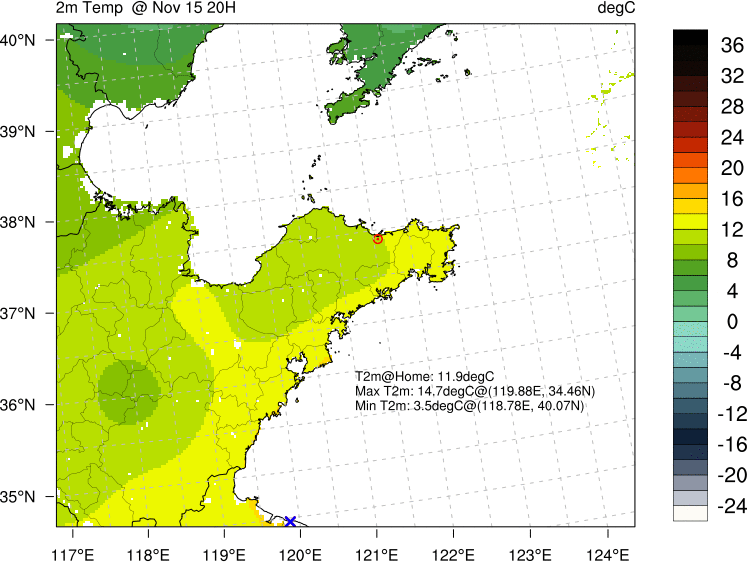 2m Temp @ Nov 15 20H
degC
40°N
39°N
38°N
37°N
36°N
35°N
T2m@Home: 11.9degC
Max T2m: 14.7degC@(119.88E, 34.46N)
Min T2m: 3.5degC@(118.78E, 40.07N)
117°E 118°E 119°E 120°E 121°E 122°E 123°E 124°E
36
32
28
24
20
16
12
8
4
0
-4
-8
-12
-16
-20
-24